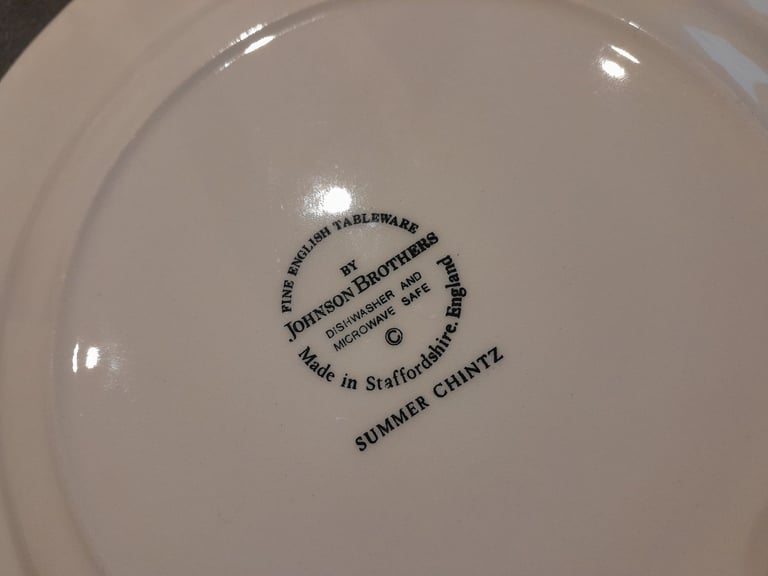 FINE ENGLISH TABLEWARE
BY
JOHNSON BROTHERS
DISHWASHER AND
MICROWAVE SAFE
©
Made in Staffordshire. England
SUMMER CHINTZ